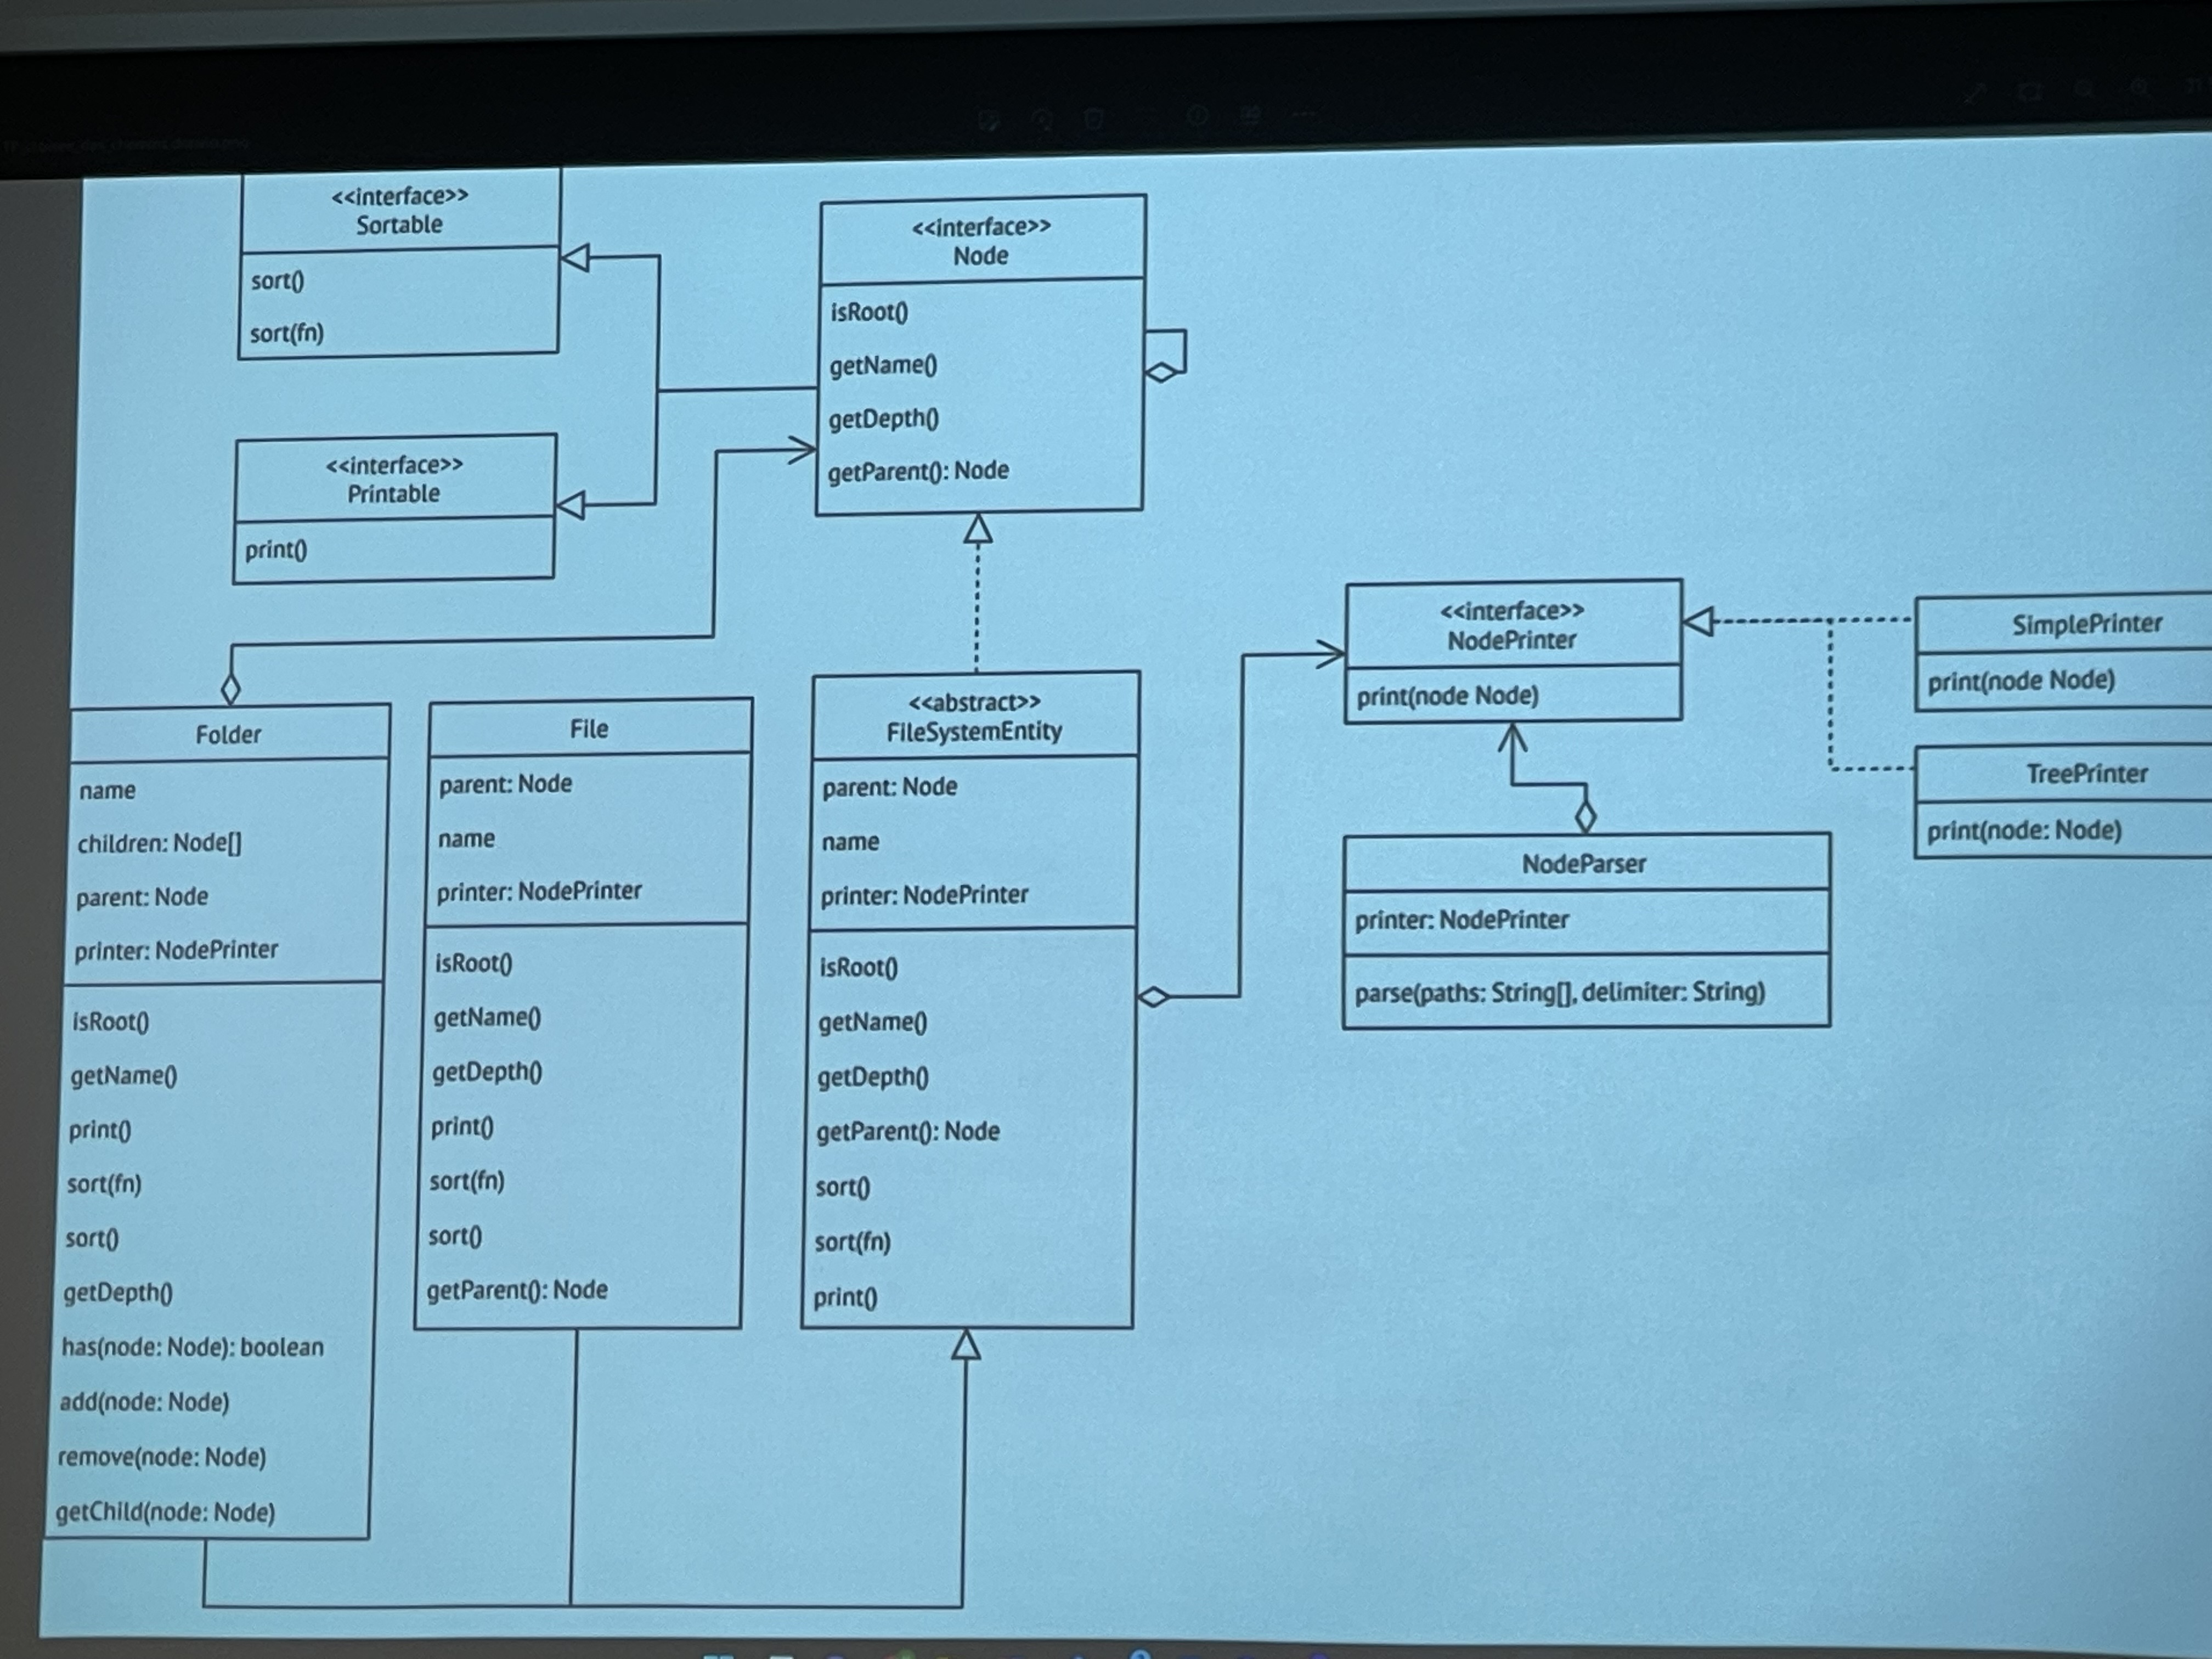 <<interface>>
Sortable
sort()
sort(fn)
<<interface>>
Printable
print()
<<interface>>
Node
isRoot()
getName()
getDepth()
getParent(): Node
Folder
name
children: Node[]
parent: Node
printer: NodePrinter
isRoot()
getName()
print()
sort(fn)
sort()
getDepth()
has(node: Node): boolean
add(node: Node)
remove(node: Node)
getChild(node: Node)
File
parent: Node
name
printer: NodePrinter
isRoot()
getName()
getDepth()
print()
sort(fn)
sort()
getParent(): Node
<<abstract>>
FileSystemEntity
parent: Node
name
printer: NodePrinter
isRoot()
getName()
getDepth()
getParent(): Node
sort()
sort(fn)
print()
<<interface>>
NodePrinter
print(node Node)
NodeParser
printer: NodePrinter
parse(paths: String[], delimiter: String)
SimplePrinter
print(node Node)
TreePrinter
print(node: Node)